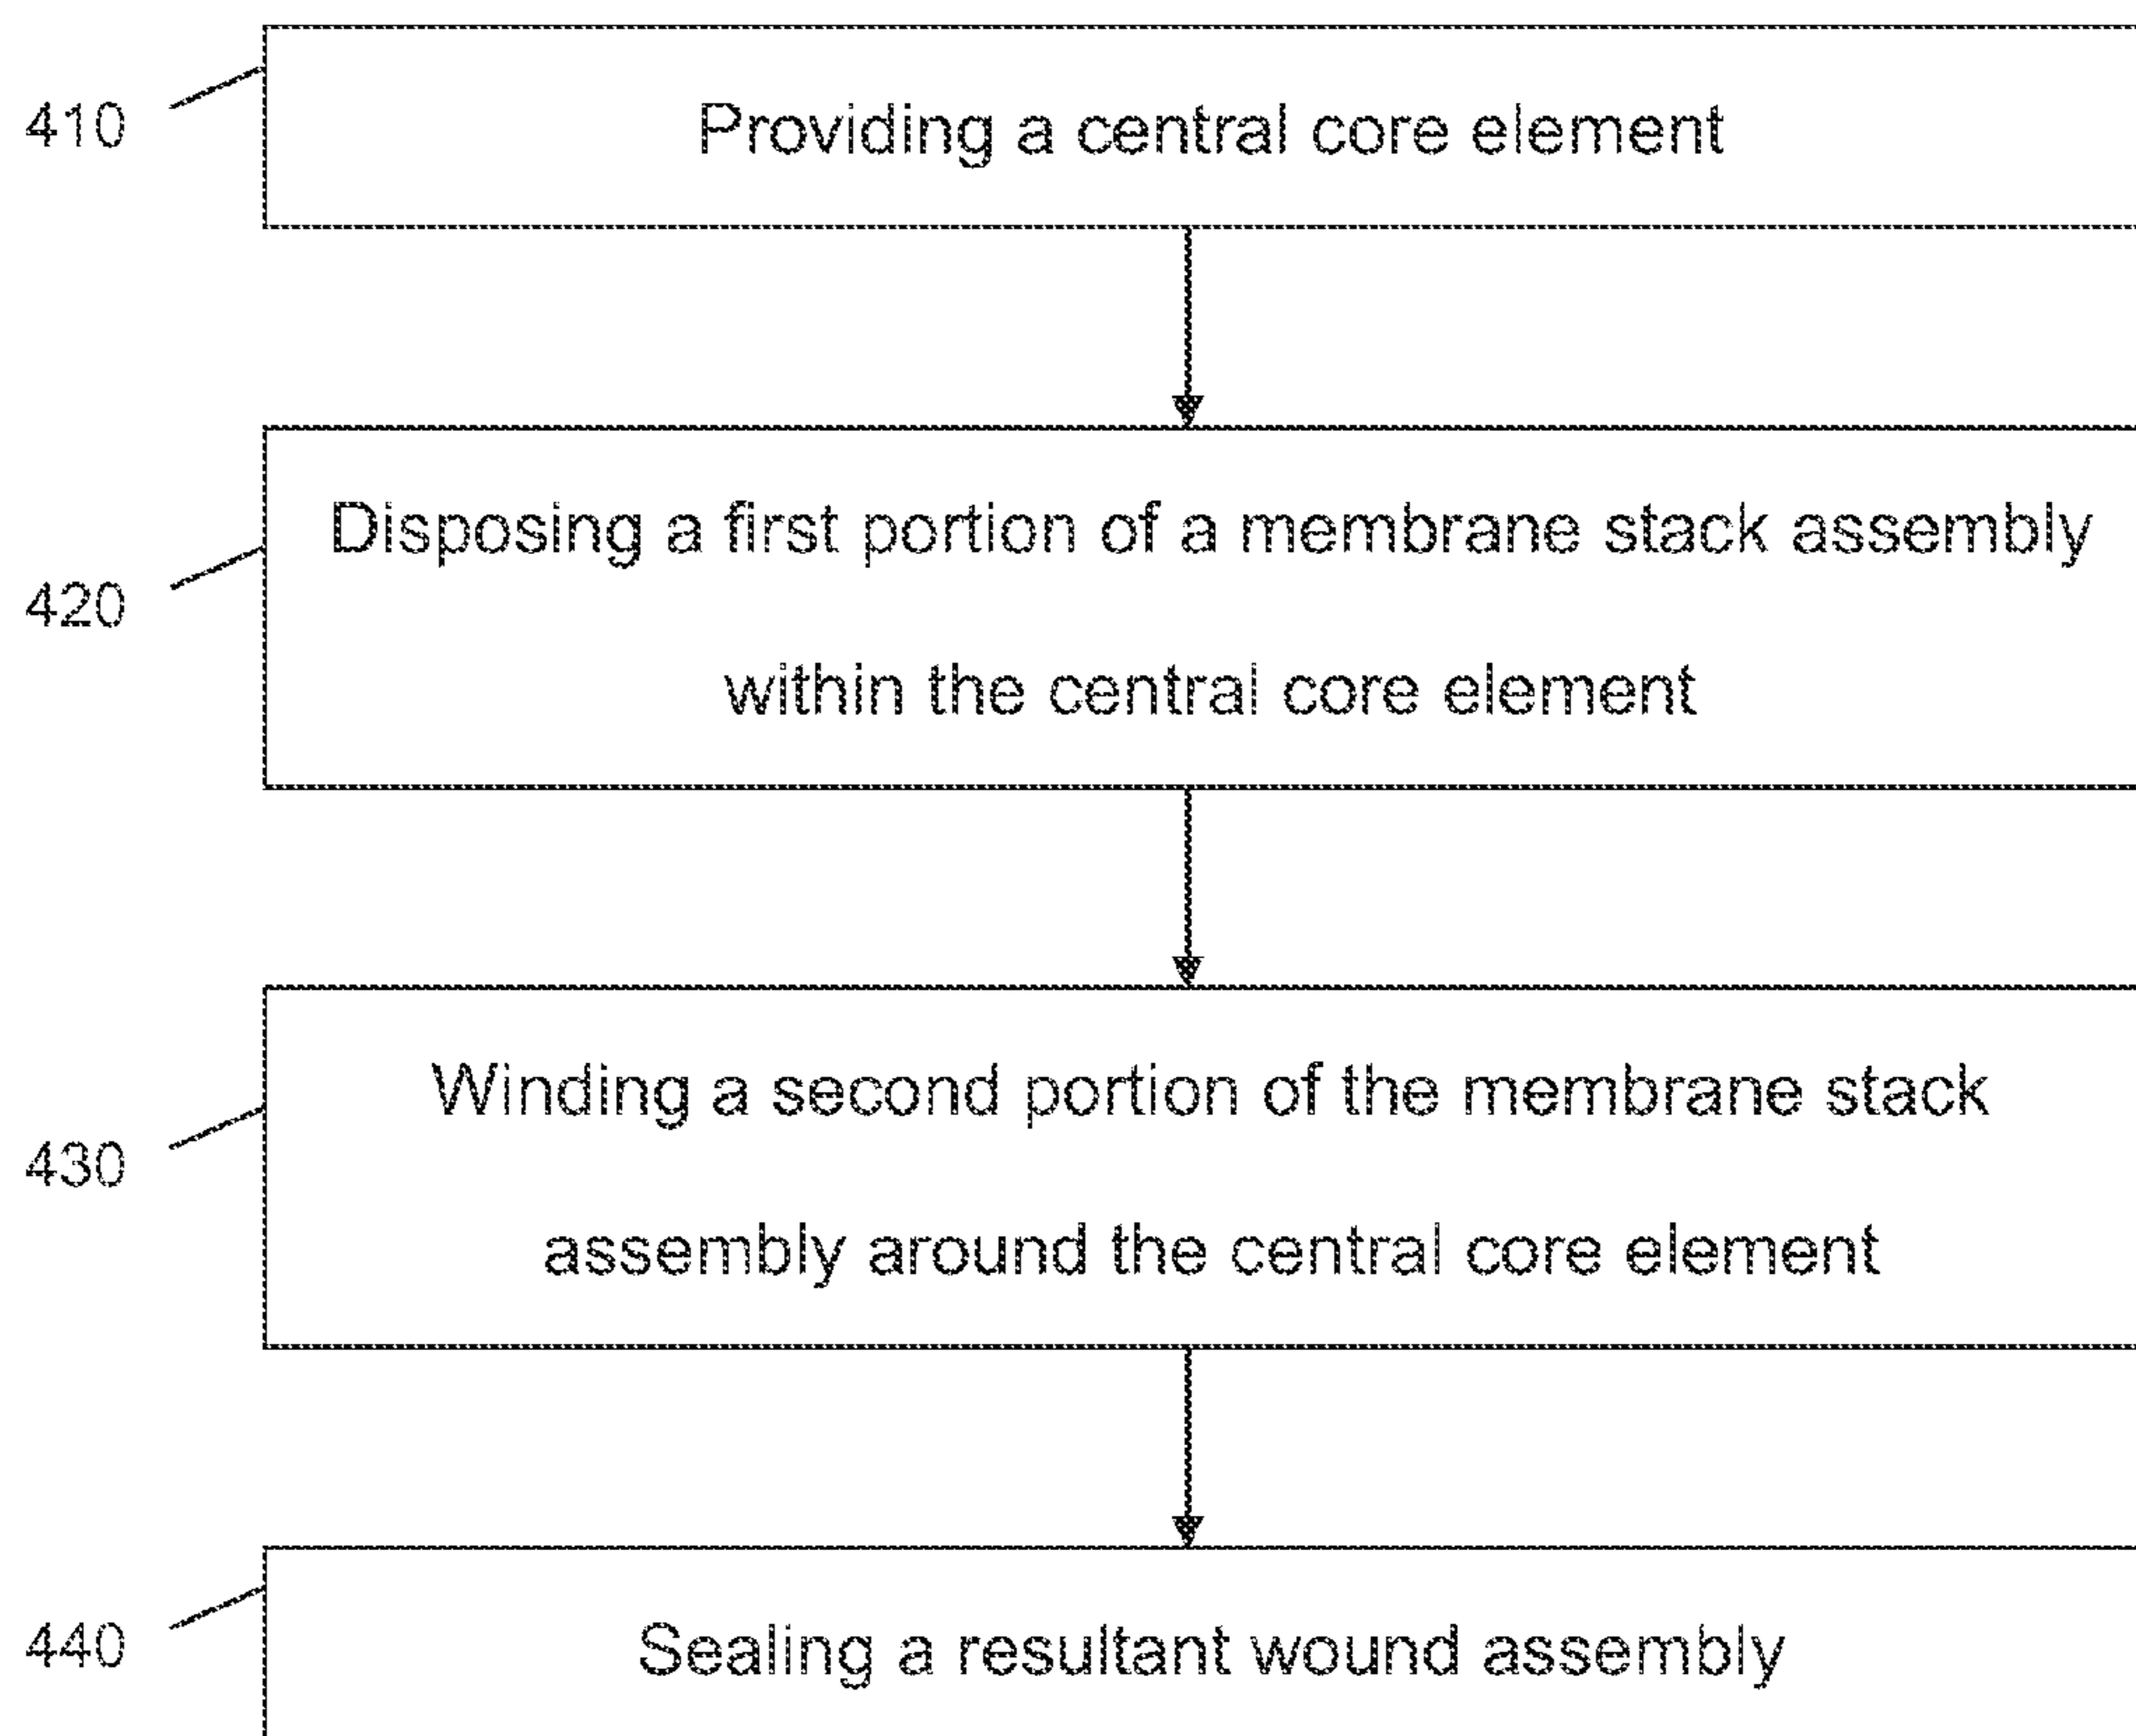 410
Providing a central core element
420
Disposing a first portion of a membrane stack assembly
within the central core element
430
Winding a second portion of the membrane stack
assembly around the central core element
440
Sealing a resultant wound assembly